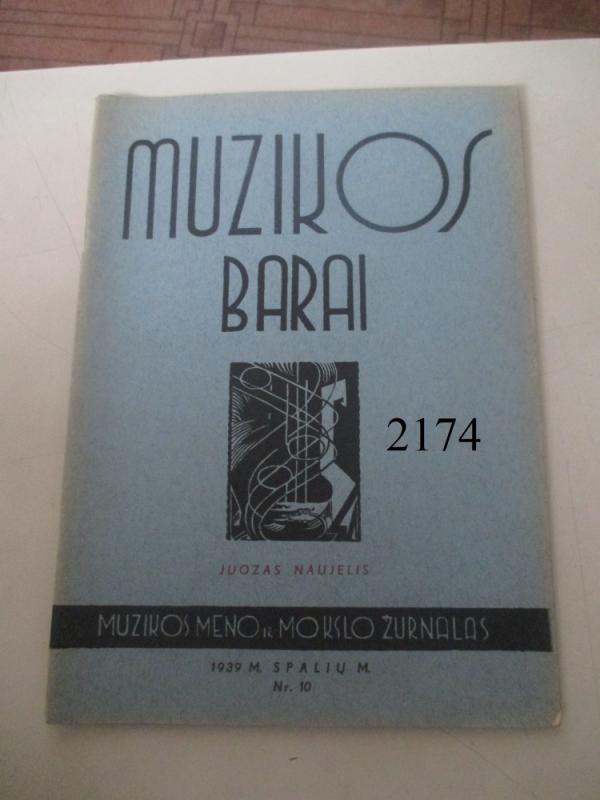 MUZIKOS
BARAI
2174
JUOZAS NAUJELIS
MUZIKOS MENO IR MOKSLO ŽURNALAS
1939 M. SPALIŲ M.
Nr. 10